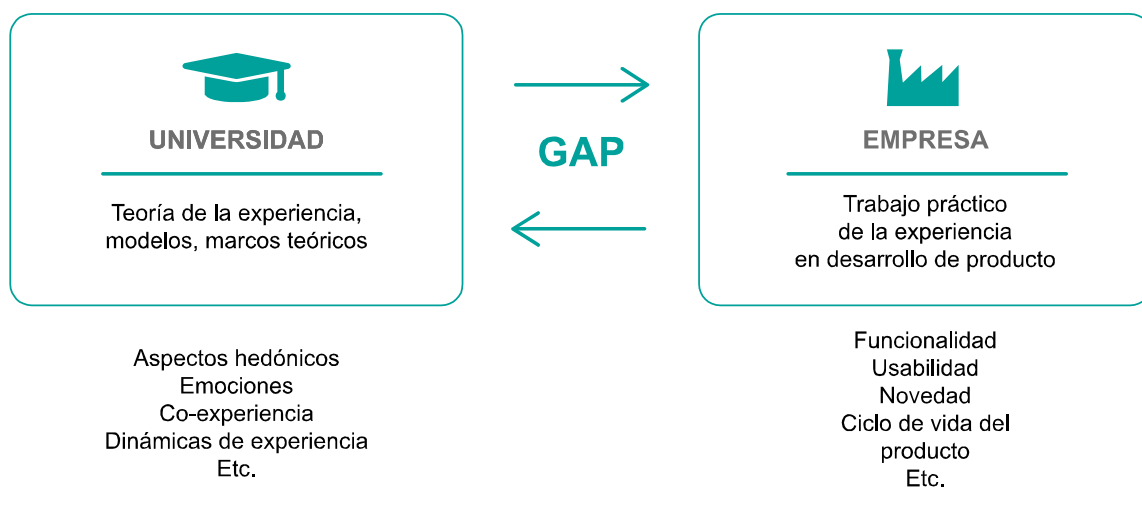 UNIVERSIDAD
Teoría de la experiencia,
modelos, marcos teóricos
Aspectos hedónicos
Emociones
Co-experiencia
Dinámicas de experiencia
Etc.
GAP
EMPRESA
Trabajo práctico
de la experiencia
en desarrollo de producto
Funcionalidad
Usabilidad
Novedad
Ciclo de vida del
producto
Etc.